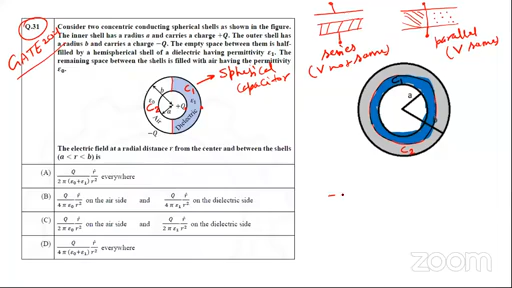 Q.31
Consider two concentric conducting spherical shells as shown in the figure.
The inner shell has a radius a and carries a charge +Q. The outer shell has
a radius b and carries a charge −Q. The empty space between them is half-
filled by a hemispherical shell of a dielectric having permittivity ε₁. The
remaining space between the shells is filled with air having the permittivity
ε₀.
GATE
Spherical
Capacitor
C₁
b
ε₀
ε₁
C₂
+Q
a
Air
Dielectric
−Q
The electric field at a radial distance r from the center and between the shells
(a < r < b) is
(A) Q / 2π(ε₀+ε₁) r̂/r² everywhere
(B) Q / 4πε₀ r̂/r² on the air side and Q / 4πε₁ r̂/r² on the dielectric side
(C) Q / 2πε₀ r̂/r² on the air side and Q / 2πε₁ r̂/r² on the dielectric side
(D) Q / 4π(ε₀+ε₁) r̂/r² everywhere
series
(V not same)
parallel
(V same)
C₁
a
b
C₂
zoom